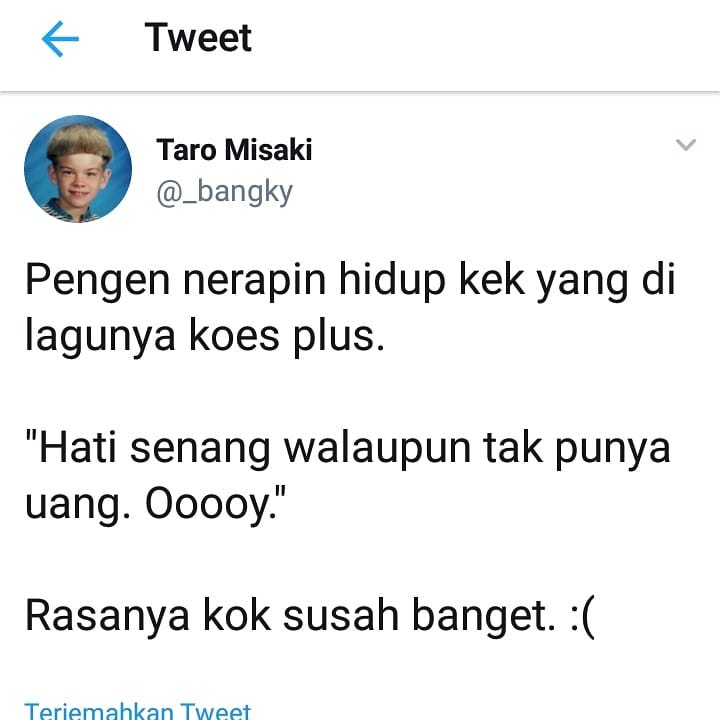 Tweet
Taro Misaki
@_bangky
Pengen nerapin hidup kek yang di
lagunya koes plus.
"Hati senang walaupun tak punya
uang. Ooooy."
Rasanya kok susah banget. :(
Terjemahkan Tweet